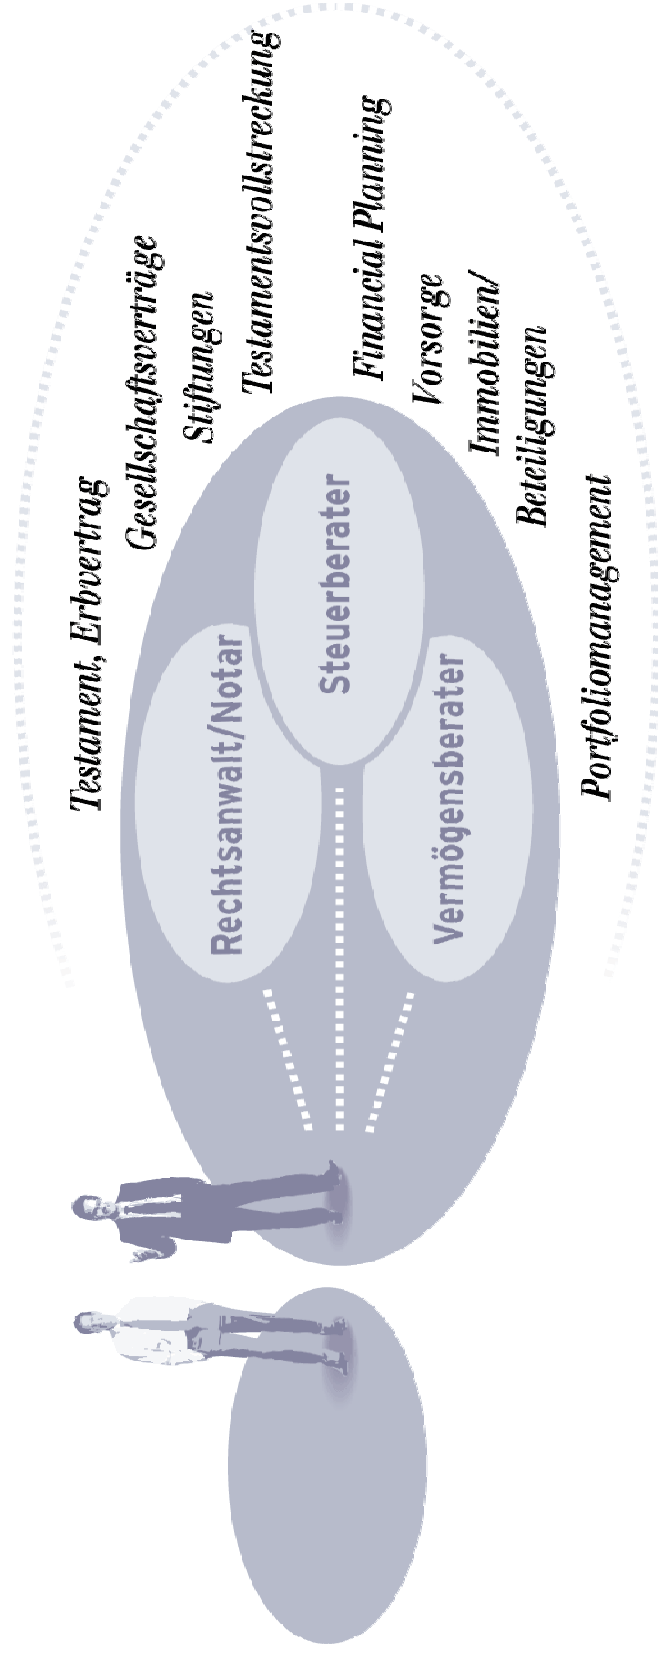 Testament, Erbvertrag
Gesellschaftsverträge
Stiftungen
Testamentsvollstreckung
Financial Planning
Vorsorge
Immobilien/
Beteiligungen
Portfoliomanagement
Rechtsanwalt/Notar
Steuerberater
Vermögensberater